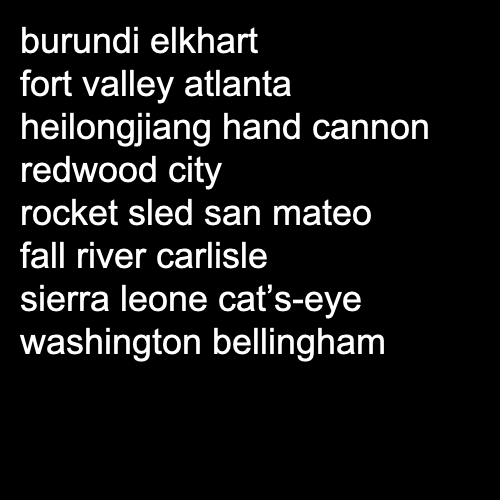 burundi elkhart
fort valley atlanta
heilongjiang hand cannon
redwood city
rocket sled san mateo
fall river carlisle
sierra leone cat’s-eye
washington bellingham